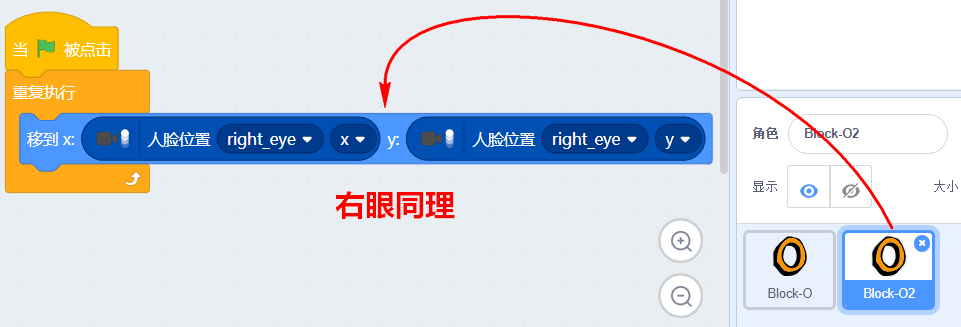 当 被点击
重复执行
移到 x: 人脸位置 right_eye x y: 人脸位置 right_eye y
右眼同理
角色 Block-O2
显示 大小
Block-O Block-O2